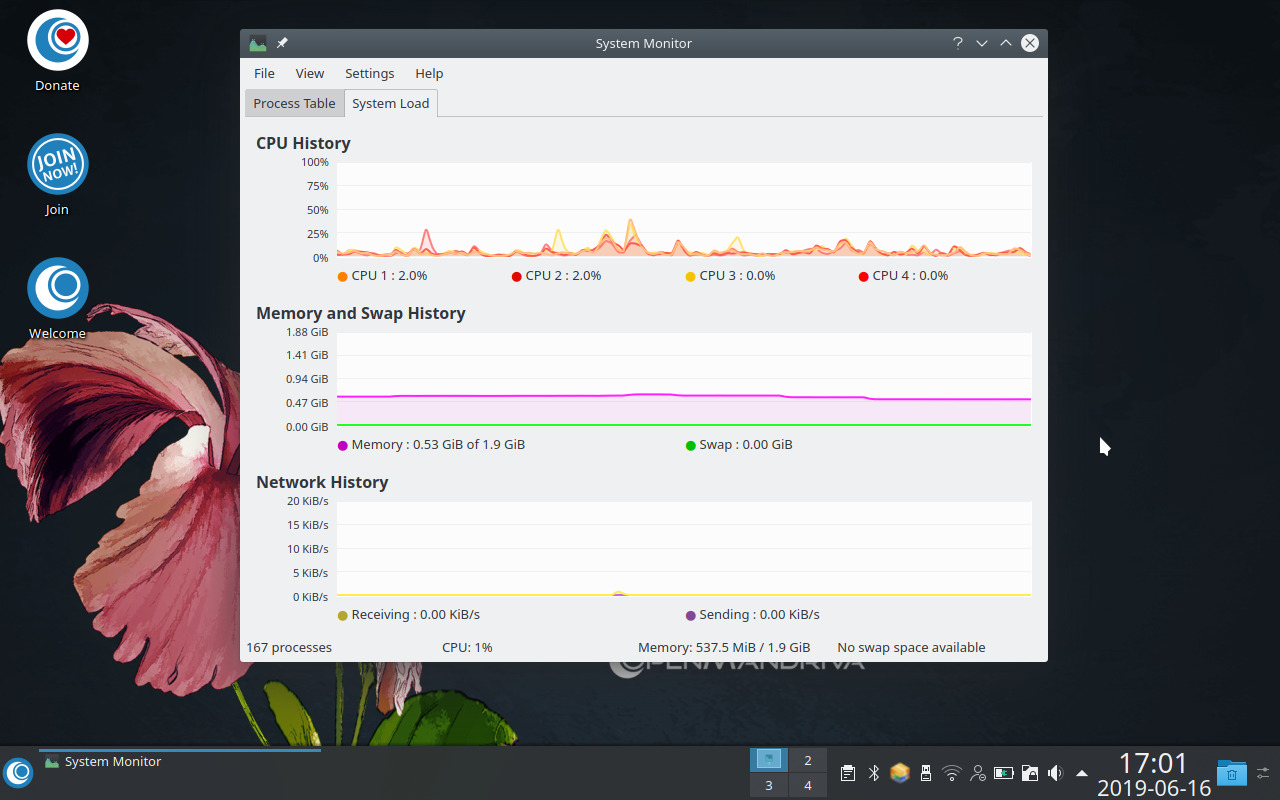 Donate
JOIN
NOW!
Join
Welcome
System Monitor
File View Settings Help
Process Table System Load
CPU History
100%
75%
50%
25%
0%
CPU 1 : 2.0% CPU 2 : 2.0% CPU 3 : 0.0% CPU 4 : 0.0%
Memory and Swap History
1.88 GiB
1.41 GiB
0.94 GiB
0.47 GiB
0.00 GiB
Memory : 0.53 GiB of 1.9 GiB Swap : 0.00 GiB
Network History
20 KiB/s
15 KiB/s
10 KiB/s
5 KiB/s
0 KiB/s
Receiving : 0.00 KiB/s Sending : 0.00 KiB/s
167 processes CPU: 1% Memory: 537.5 MiB / 1.9 GiB No swap space available
OPENMANDRIVA
System Monitor
2
3 4
17:01
2019-06-16